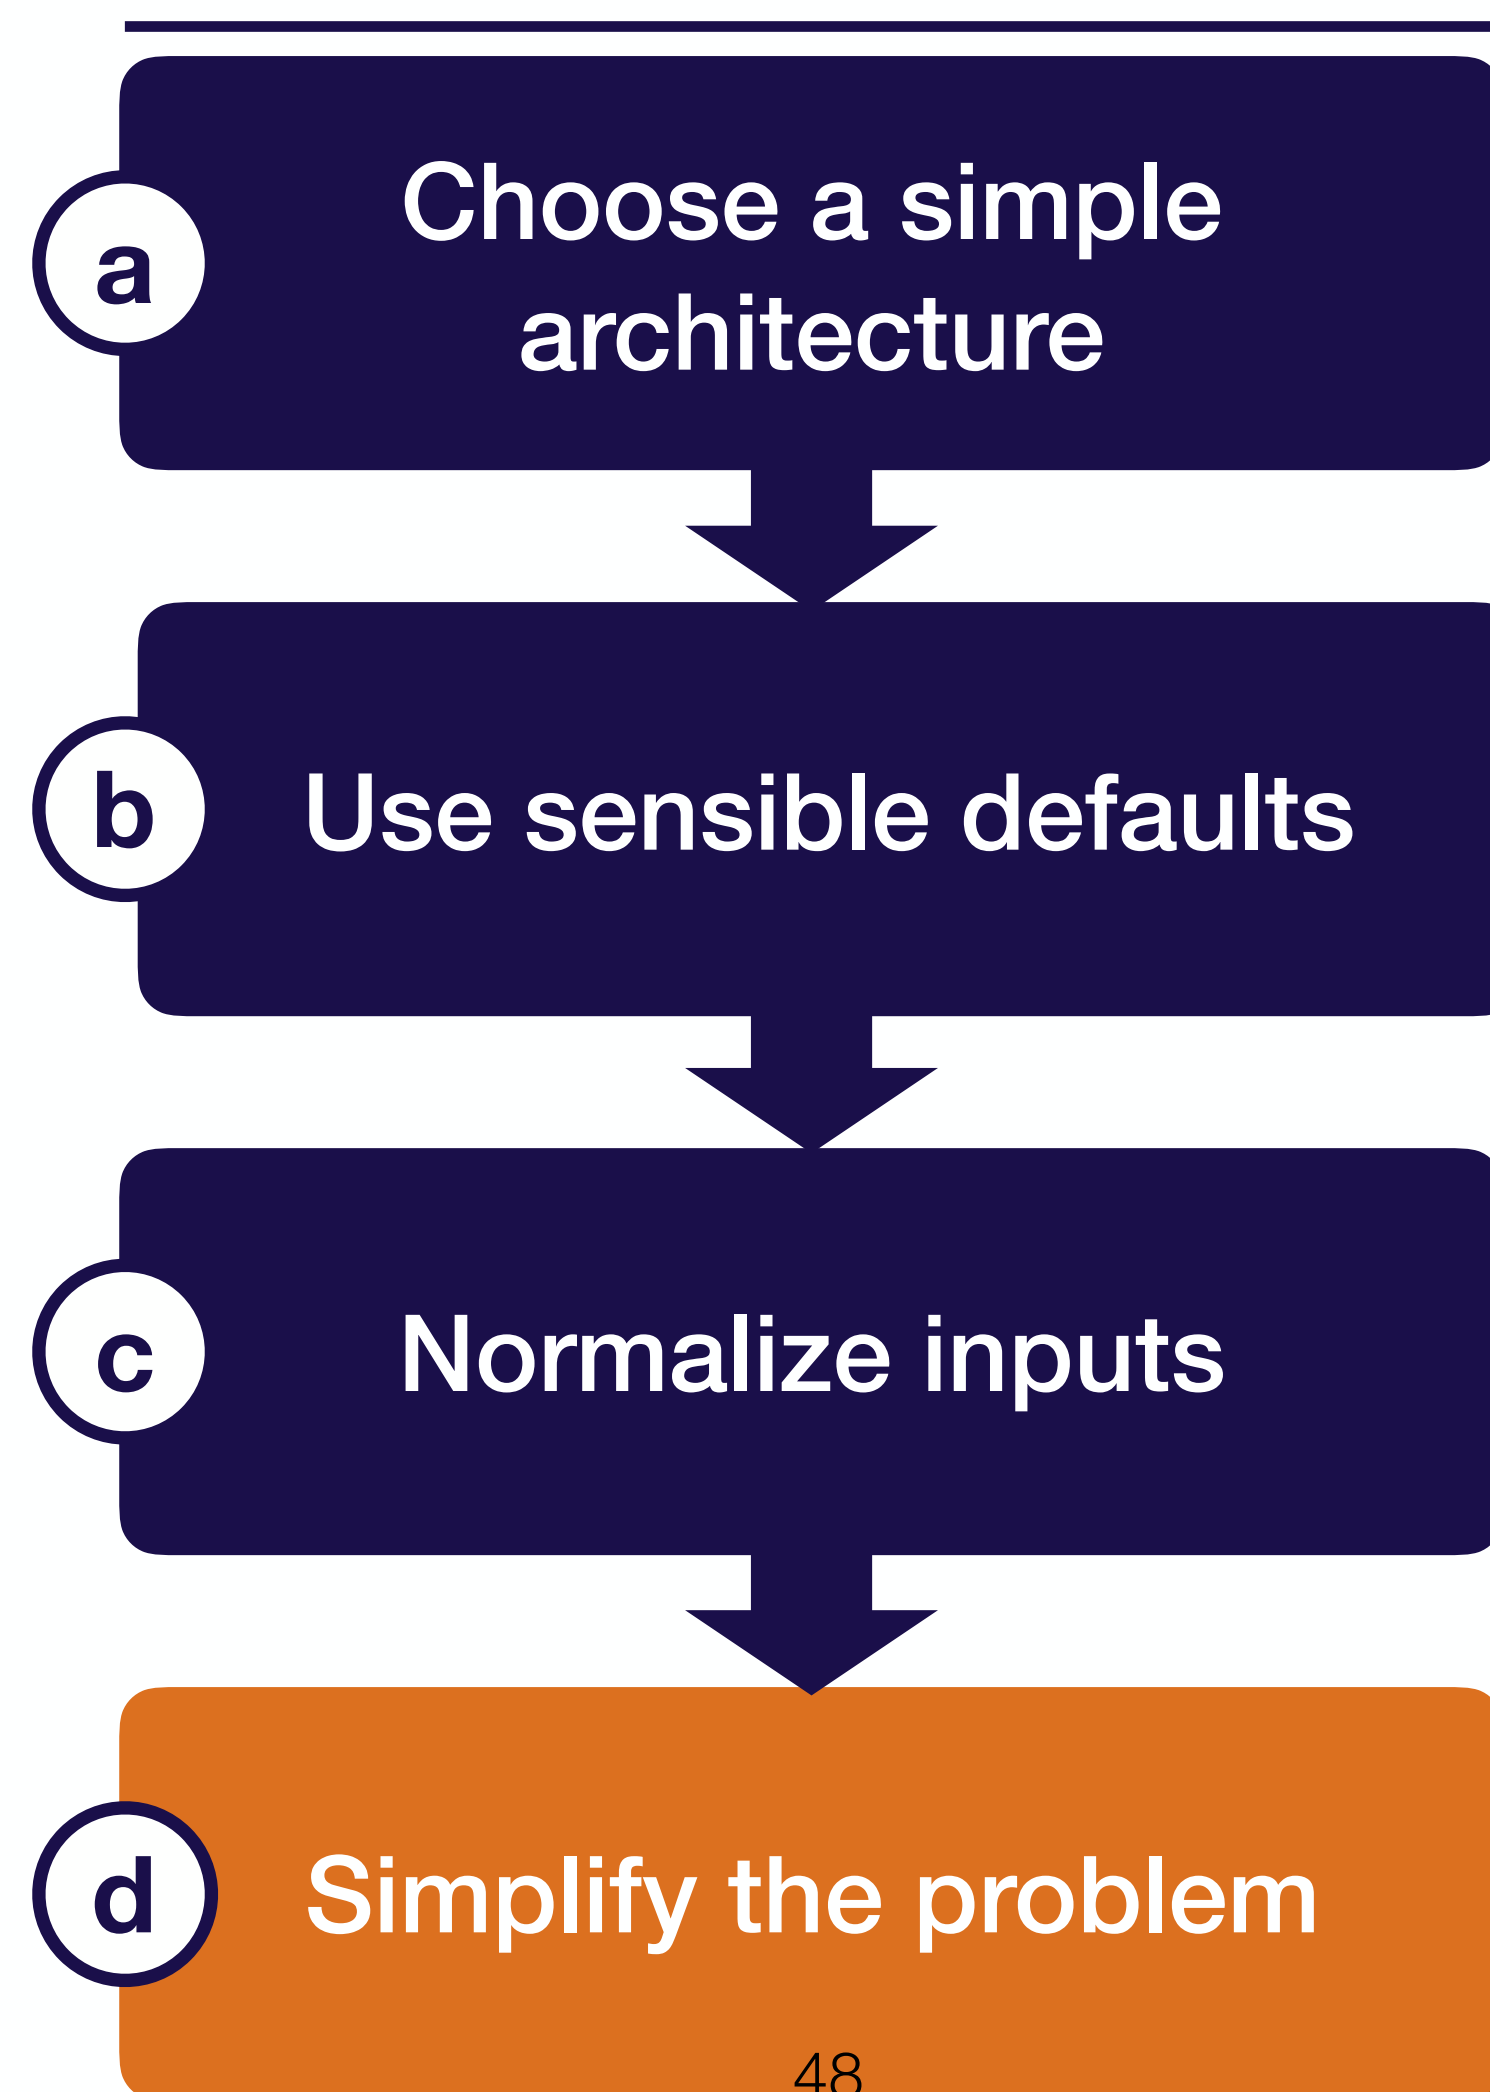 a
Choose a simple
architecture
b
Use sensible defaults
c
Normalize inputs
d
Simplify the problem
48